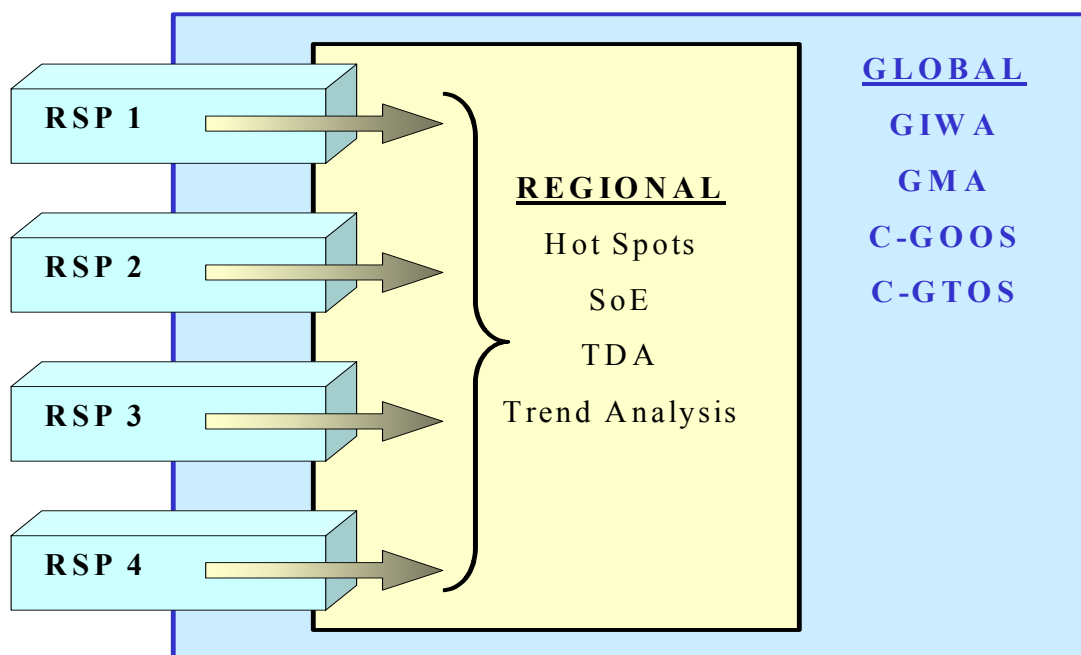 RSP 1
RSP 2
RSP 3
RSP 4
REGIONAL
Hot Spots
SoE
TDA
Trend Analysis
GLOBAL
GIWA
GMA
C-GOOS
C-GTOS